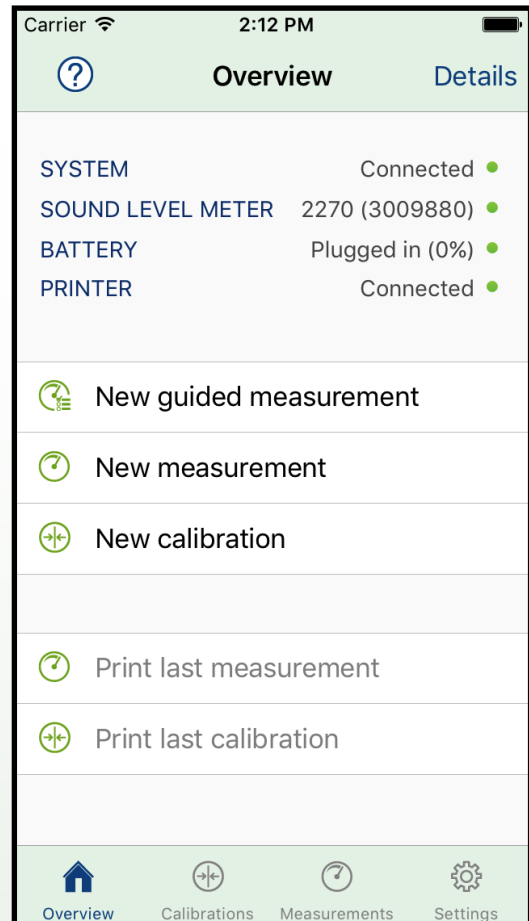 Carrier 2:12 PM
? Overview Details
SYSTEM Connected
SOUND LEVEL METER 2270 (3009880)
BATTERY Plugged in (0%)
PRINTER Connected
New guided measurement
New measurement
New calibration
Print last measurement
Print last calibration
Overview Calibrations Measurements Settings